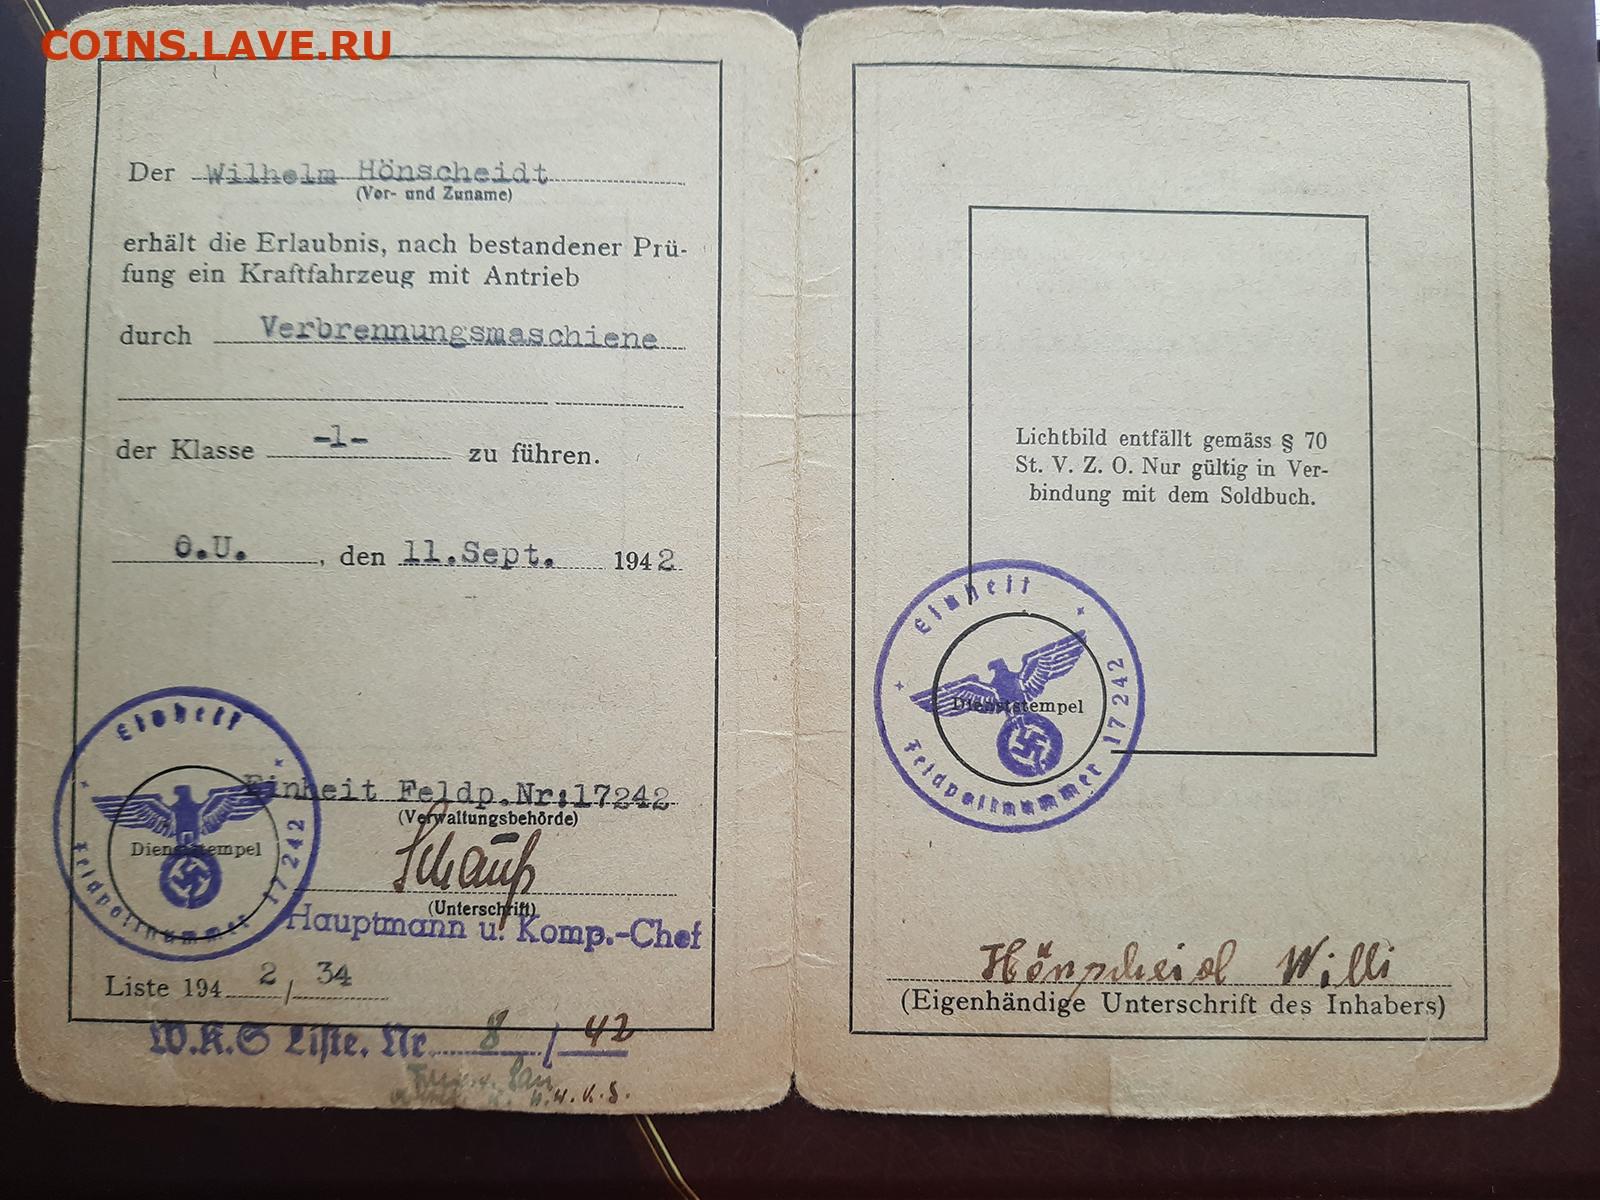 COINS.LAVE.RU
Der Wilhelm Hönscheidt
(Vor- und Zuname)
erhält die Erlaubnis, nach bestandener Prü-
fung ein Kraftfahrzeug mit Antrieb
durch Verbrennungsmaschiene
der Klasse -1- zu führen.
O.U., den 11.Sept. 1942
Einheit
Feldpostnummer 17242
Dienststempel
Einheit Feldp.Nr:17242
(Verwaltungsbehörde)
(Unterschrift)
Hauptmann u. Komp.-Chef
Liste 1942/34
W.K.S Liste. Nr 8/42
Lichtbild entfällt gemäss § 70
St. V. Z. O. Nur gültig in Ver-
bindung mit dem Soldbuch.
Einheit
Feldpostnummer 17242
Dienststempel
Hönscheid Willi
(Eigenhändige Unterschrift des Inhabers)